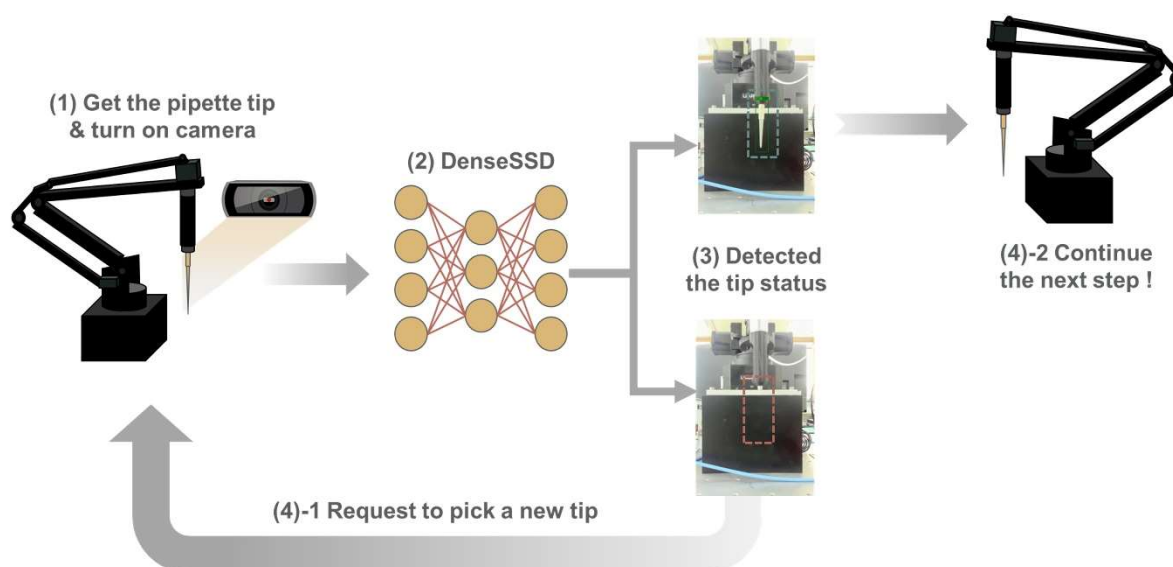 (1) Get the pipette tip
& turn on camera
(2) DenseSSD
(3) Detected
the tip status
(4)-2 Continue
the next step !
(4)-1 Request to pick a new tip